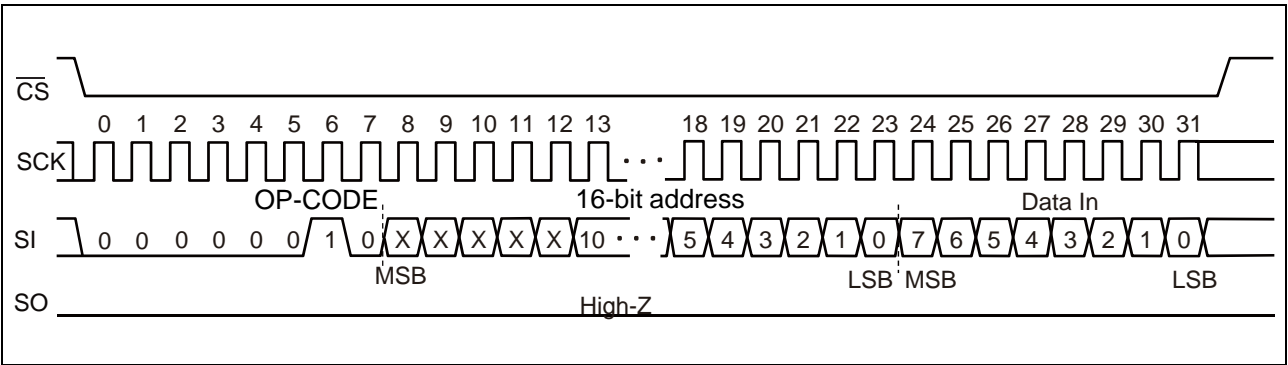 CS
0 1 2 3 4 5 6 7 8 9 10 11 12 13 18 19 20 21 22 23 24 25 26 27 28 29 30 31
SCK ···
OP-CODE 16-bit address Data In
SI 0 0 0 0 0 0 1 0 X X X X X 10 ··· 5 4 3 2 1 0 7 6 5 4 3 2 1 0
MSB LSB MSB LSB
SO High-Z